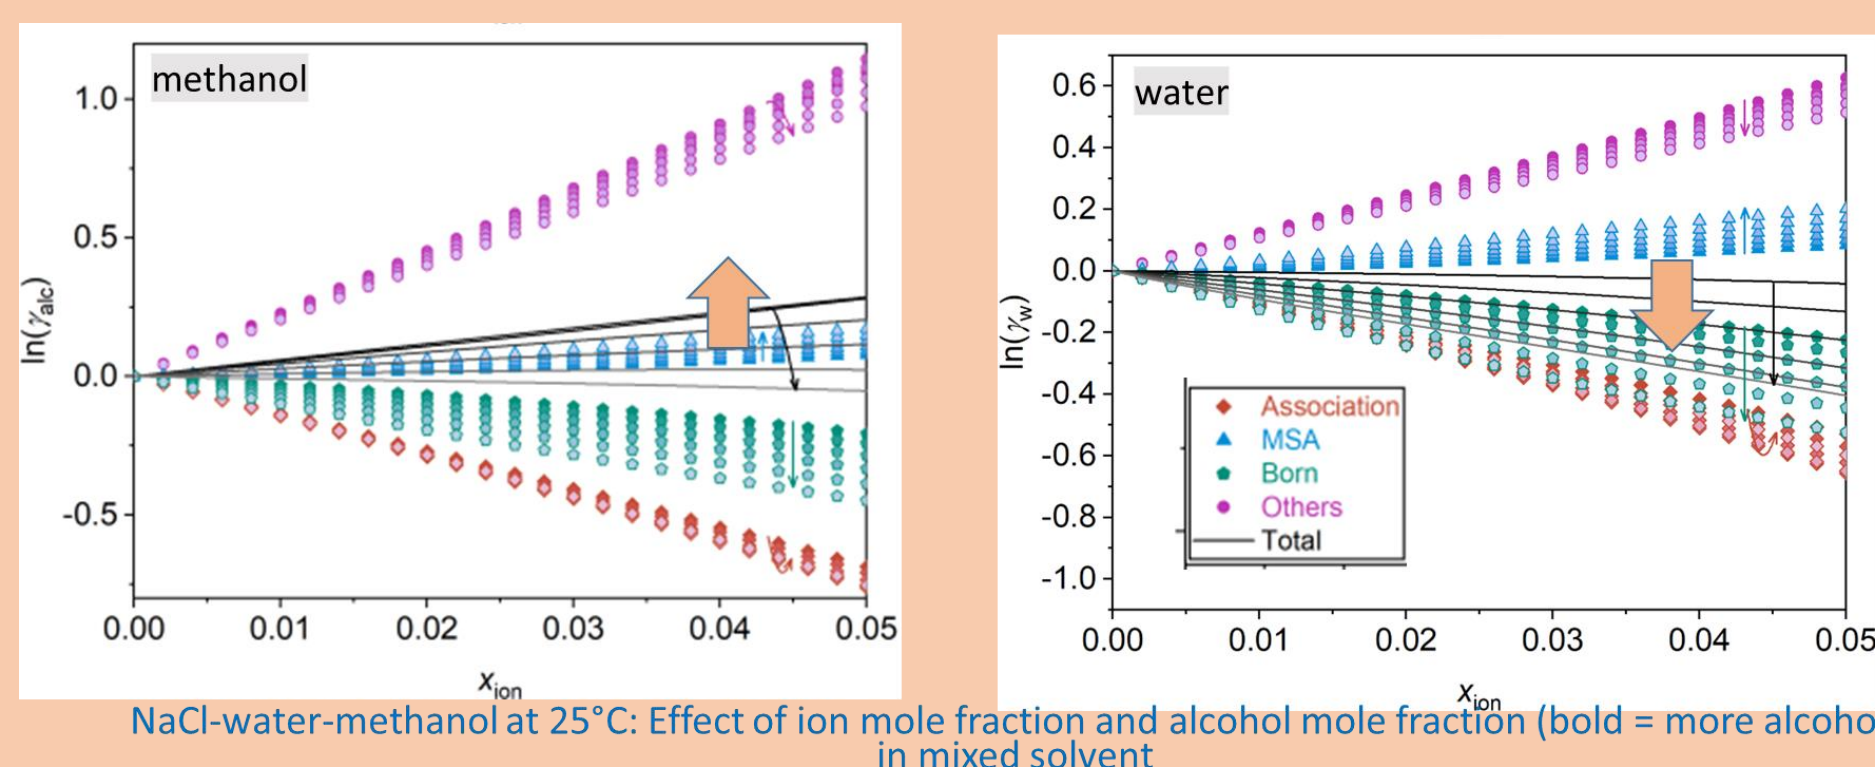 methanol
1.0
0.5
0.0
-0.5
ln(γalc)
0.00 0.01 0.02 0.03 0.04 0.05
xion
water
0.6
0.4
0.2
0.0
-0.2
-0.4
-0.6
-0.8
-1.0
ln(γw)
Association
MSA
Born
Others
Total
0.00 0.01 0.02 0.03 0.04 0.05
xion
NaCl-water-methanol at 25°C: Effect of ion mole fraction and alcohol mole fraction (bold = more alcoho
in mixed solvent